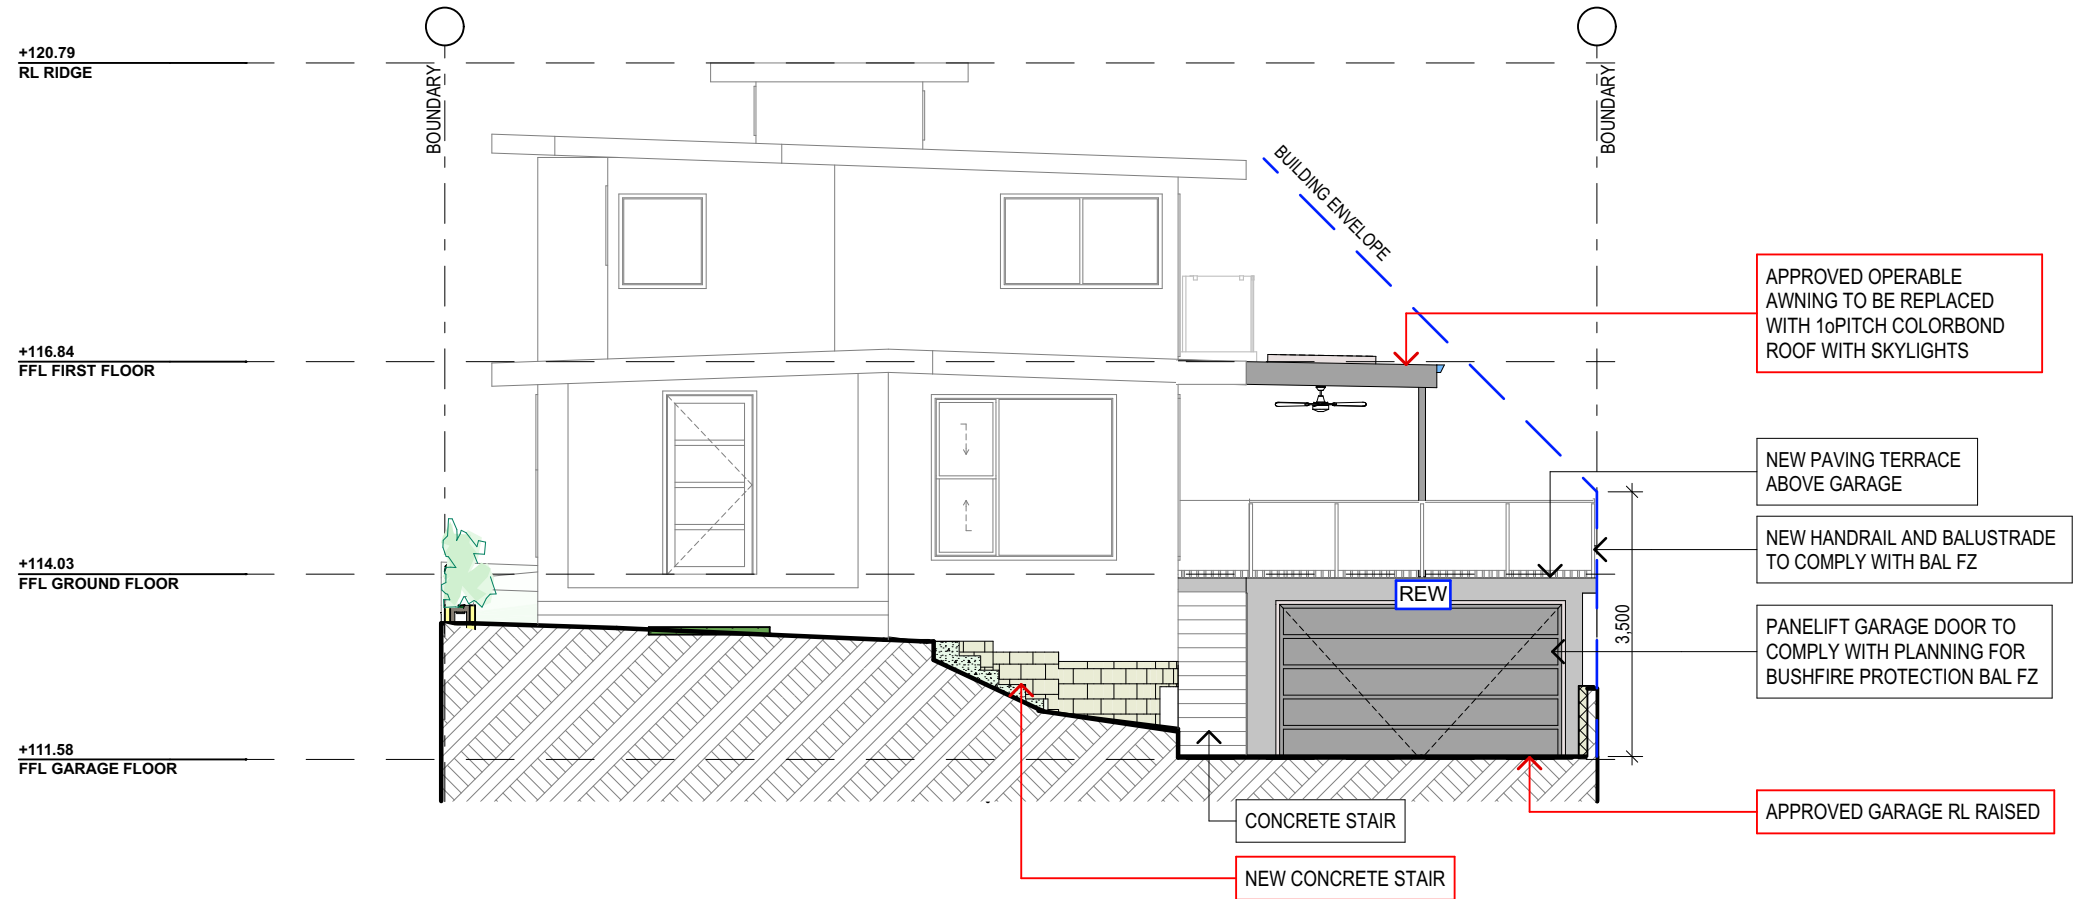 +120.79
RL RIDGE
BOUNDARY
BOUNDARY
BUILDING ENVELOPE
+116.84
FFL FIRST FLOOR
APPROVED OPERABLE
AWNING TO BE REPLACED
WITH 1oPITCH COLORBOND
ROOF WITH SKYLIGHTS
NEW PAVING TERRACE
ABOVE GARAGE
NEW HANDRAIL AND BALUSTRADE
TO COMPLY WITH BAL FZ
+114.03
FFL GROUND FLOOR
REW
3,500
PANELIFT GARAGE DOOR TO
COMPLY WITH PLANNING FOR
BUSHFIRE PROTECTION BAL FZ
+111.58
FFL GARAGE FLOOR
CONCRETE STAIR
APPROVED GARAGE RL RAISED
NEW CONCRETE STAIR